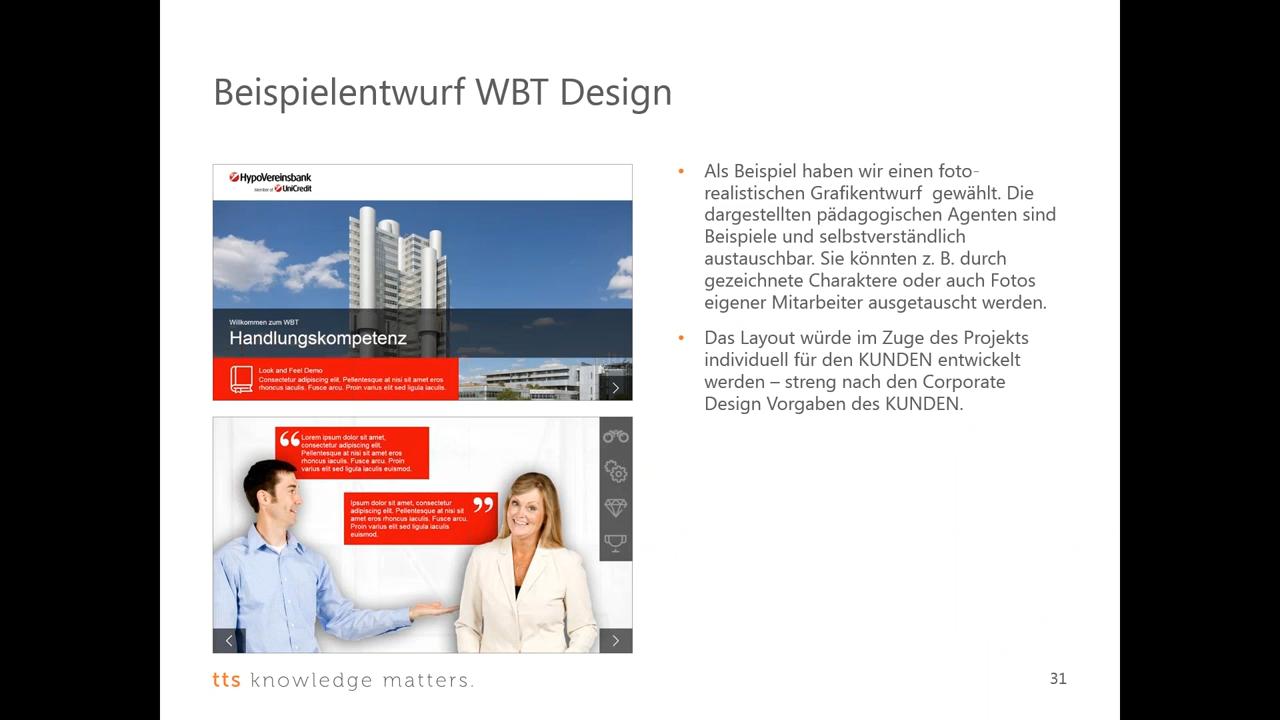 Beispielentwurf WBT Design
HypoVereinsbank
Member of UniCredit
Willkommen zum WBT
Handlungskompetenz
Look and Feel Demo
Consectetur adipiscing elit. Pellentesque at nisi sit amet eros
rhoncus iaculis. Fusce arcu. Proin varius elit sed ligula iaculis.
Lorem ipsum dolor sit amet,
consectetur adipiscing elit.
Pellentesque at nisi sit amet eros
rhoncus iaculis. Fusce arcu. Proin
varius elit sed ligula iaculis euismod.
Ipsum dolor sit amet, consectetur
adipiscing elit. Pellentesque at nisi sit
amet eros rhoncus iaculis. Fusce arcu.
Proin varius elit sed ligula iaculis
euismod.
• Als Beispiel haben wir einen foto-
realistischen Grafikentwurf gewählt. Die
dargestellten pädagogischen Agenten sind
Beispiele und selbstverständlich
austauschbar. Sie könnten z. B. durch
gezeichnete Charaktere oder auch Fotos
eigener Mitarbeiter ausgetauscht werden.
• Das Layout würde im Zuge des Projekts
individuell für den KUNDEN entwickelt
werden – streng nach den Corporate
Design Vorgaben des KUNDEN.
tts knowledge matters.
31